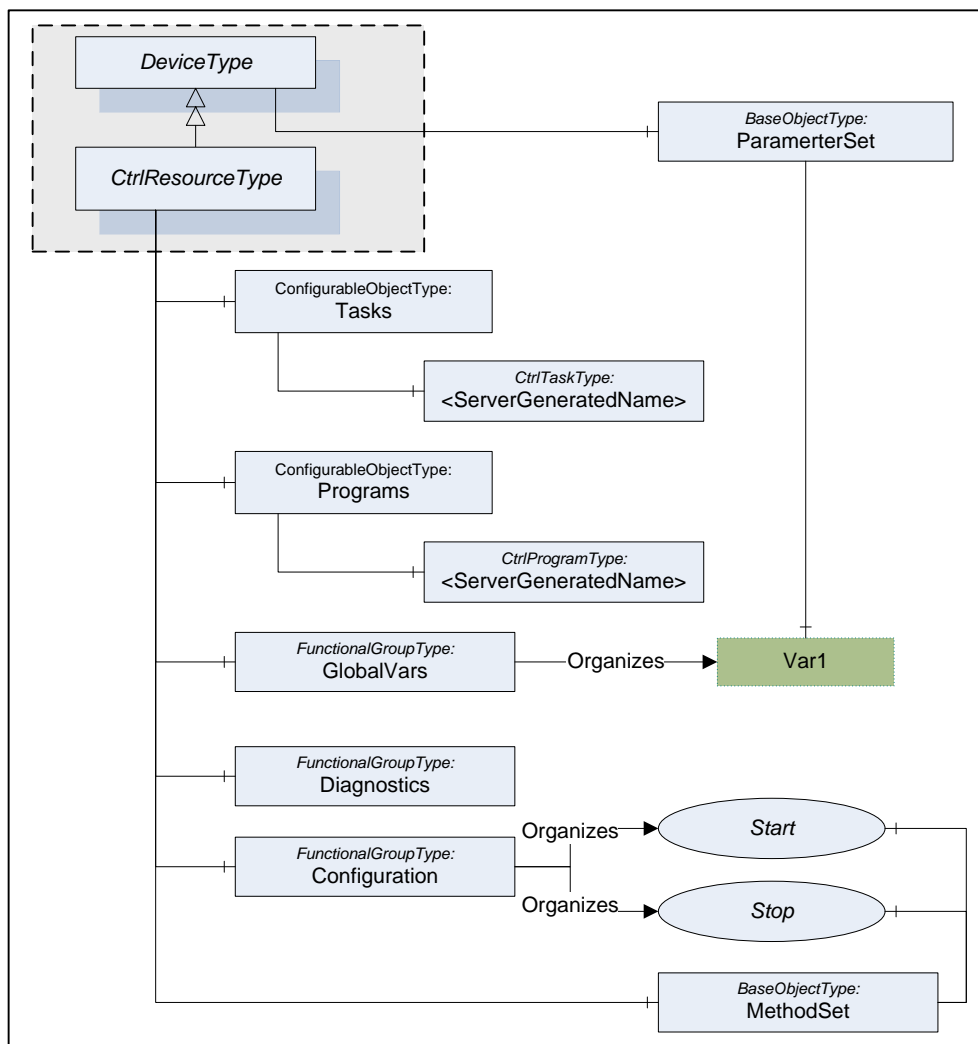 DeviceType
BaseObjectType:
ParamerterSet
CtrlResourceType
ConfigurableObjectType:
Tasks
CtrlTaskType:
<ServerGeneratedName>
ConfigurableObjectType:
Programs
CtrlProgramType:
<ServerGeneratedName>
FunctionalGroupType:
GlobalVars
Organizes
Var1
FunctionalGroupType:
Diagnostics
Organizes
Start
FunctionalGroupType:
Configuration
Organizes
Stop
BaseObjectType:
MethodSet